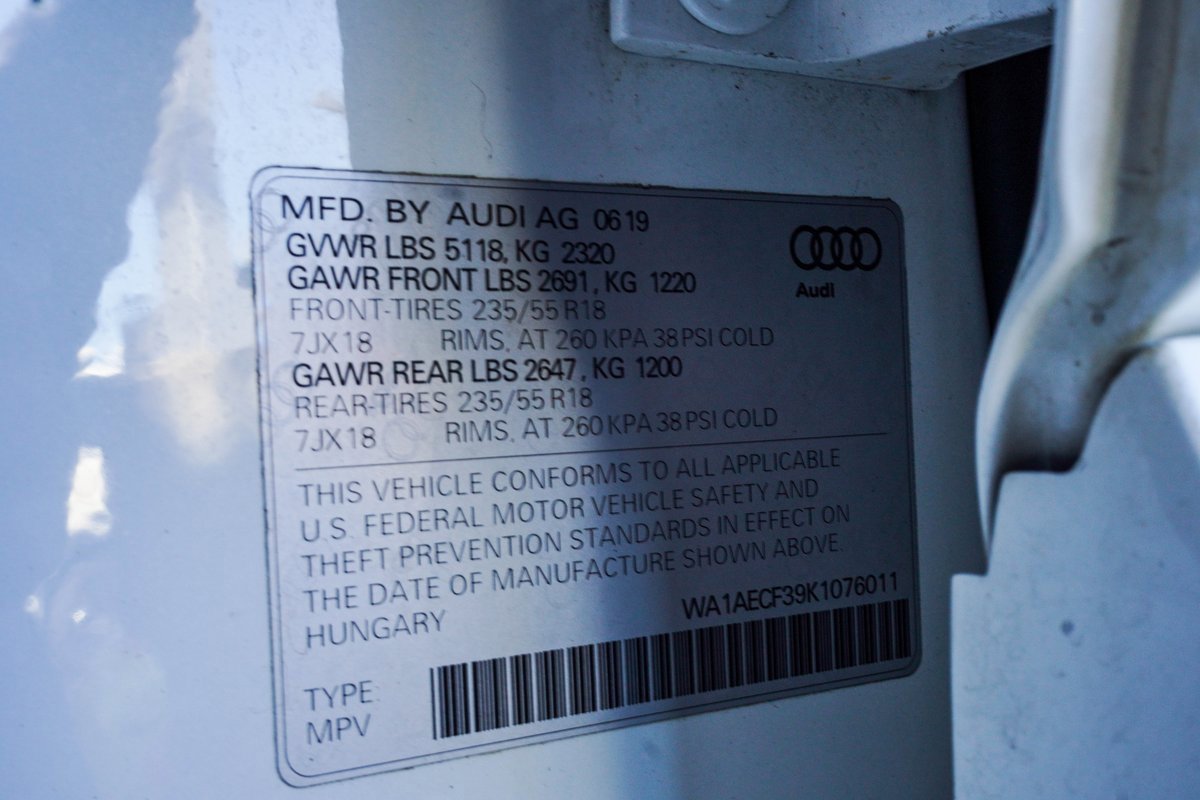 MFD. BY AUDI AG 0619
GVWR LBS 5118, KG 2320
GAWR FRONT LBS 2691, KG 1220
FRONT-TIRES 235/55 R18
7JX18 RIMS, AT 260 KPA 38 PSI COLD
GAWR REAR LBS 2647, KG 1200
REAR-TIRES 235/55 R18
7JX18 RIMS, AT 260 KPA 38 PSI COLD
Audi
THIS VEHICLE CONFORMS TO ALL APPLICABLE
U.S. FEDERAL MOTOR VEHICLE SAFETY AND
THEFT PREVENTION STANDARDS IN EFFECT ON
THE DATE OF MANUFACTURE SHOWN ABOVE.
HUNGARY
WA1AECF39K1076011
TYPE:
MPV